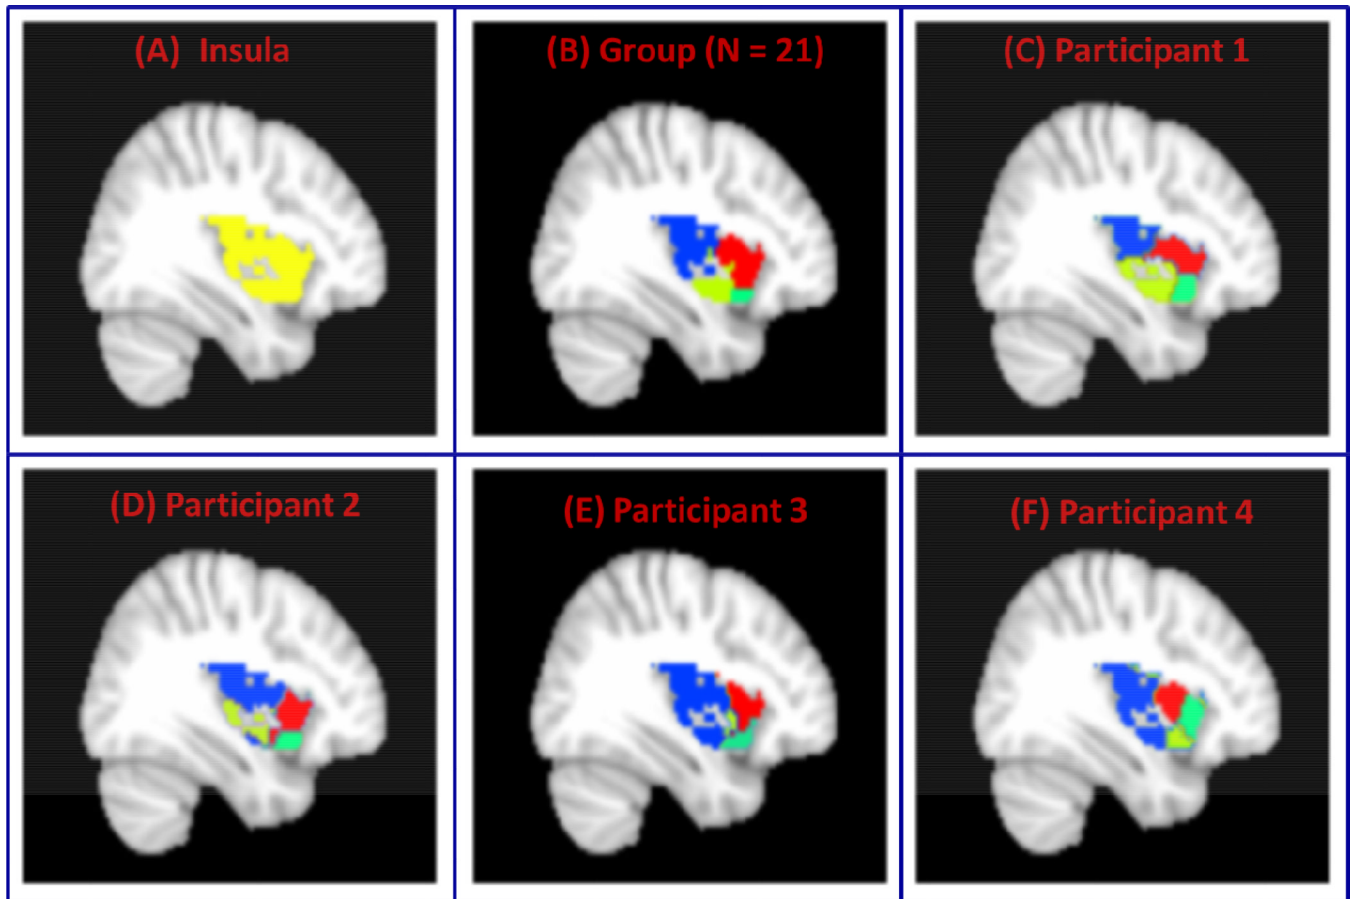 (A) Insula
(B) Group (N = 21)
(C) Participant 1
(D) Participant 2
(E) Participant 3
(F) Participant 4